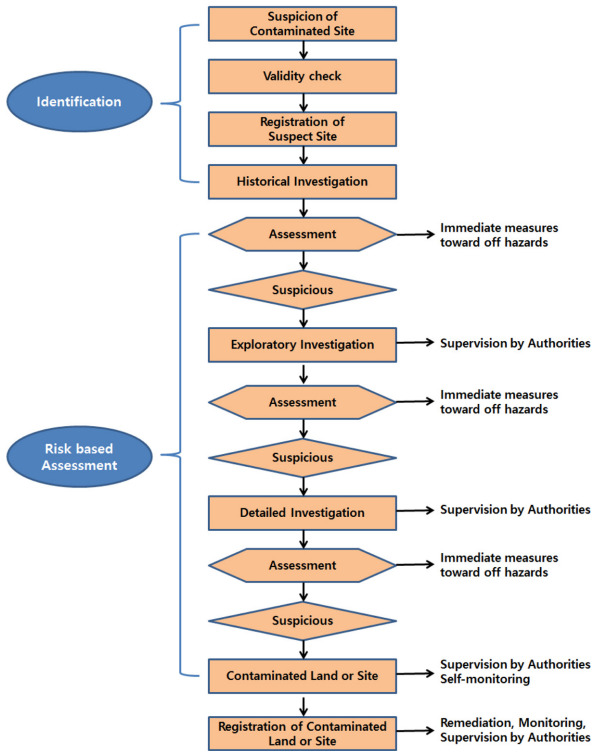 Suspicion of
Contaminated Site
Validity check
Identification
Registration of
Suspect Site
Historical Investigation
Assessment
Immediate measures
toward off hazards
Suspicious
Exploratory Investigation
Supervision by Authorities
Assessment
Immediate measures
toward off hazards
Risk based
Assessment
Suspicious
Detailed Investigation
Supervision by Authorities
Assessment
Immediate measures
toward off hazards
Suspicious
Contaminated Land or Site
Supervision by Authorities
Self-monitoring
Registration of Contaminated
Land or Site
Remediation, Monitoring,
Supervision by Authorities